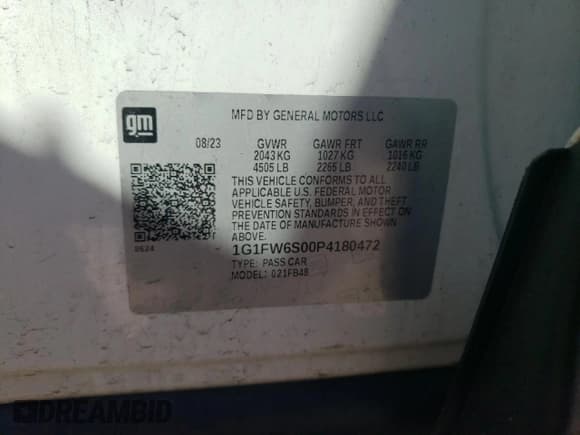 gm
MFD BY GENERAL MOTORS LLC
08/23 GVWR GAWR FRT GAWR RR
2043 KG 1027 KG 1016 KG
4505 LB 2265 LB 2240 LB
THIS VEHICLE CONFORMS TO ALL
APPLICABLE U.S. FEDERAL MOTOR
VEHICLE SAFETY, BUMPER, AND THEFT
PREVENTION STANDARDS IN EFFECT ON
THE DATE OF MANUFACTURE SHOWN
ABOVE.
0624 1G1FW6S00P4180472
TYPE: PASS CAR
MODEL: 021FB48
DREAMBID